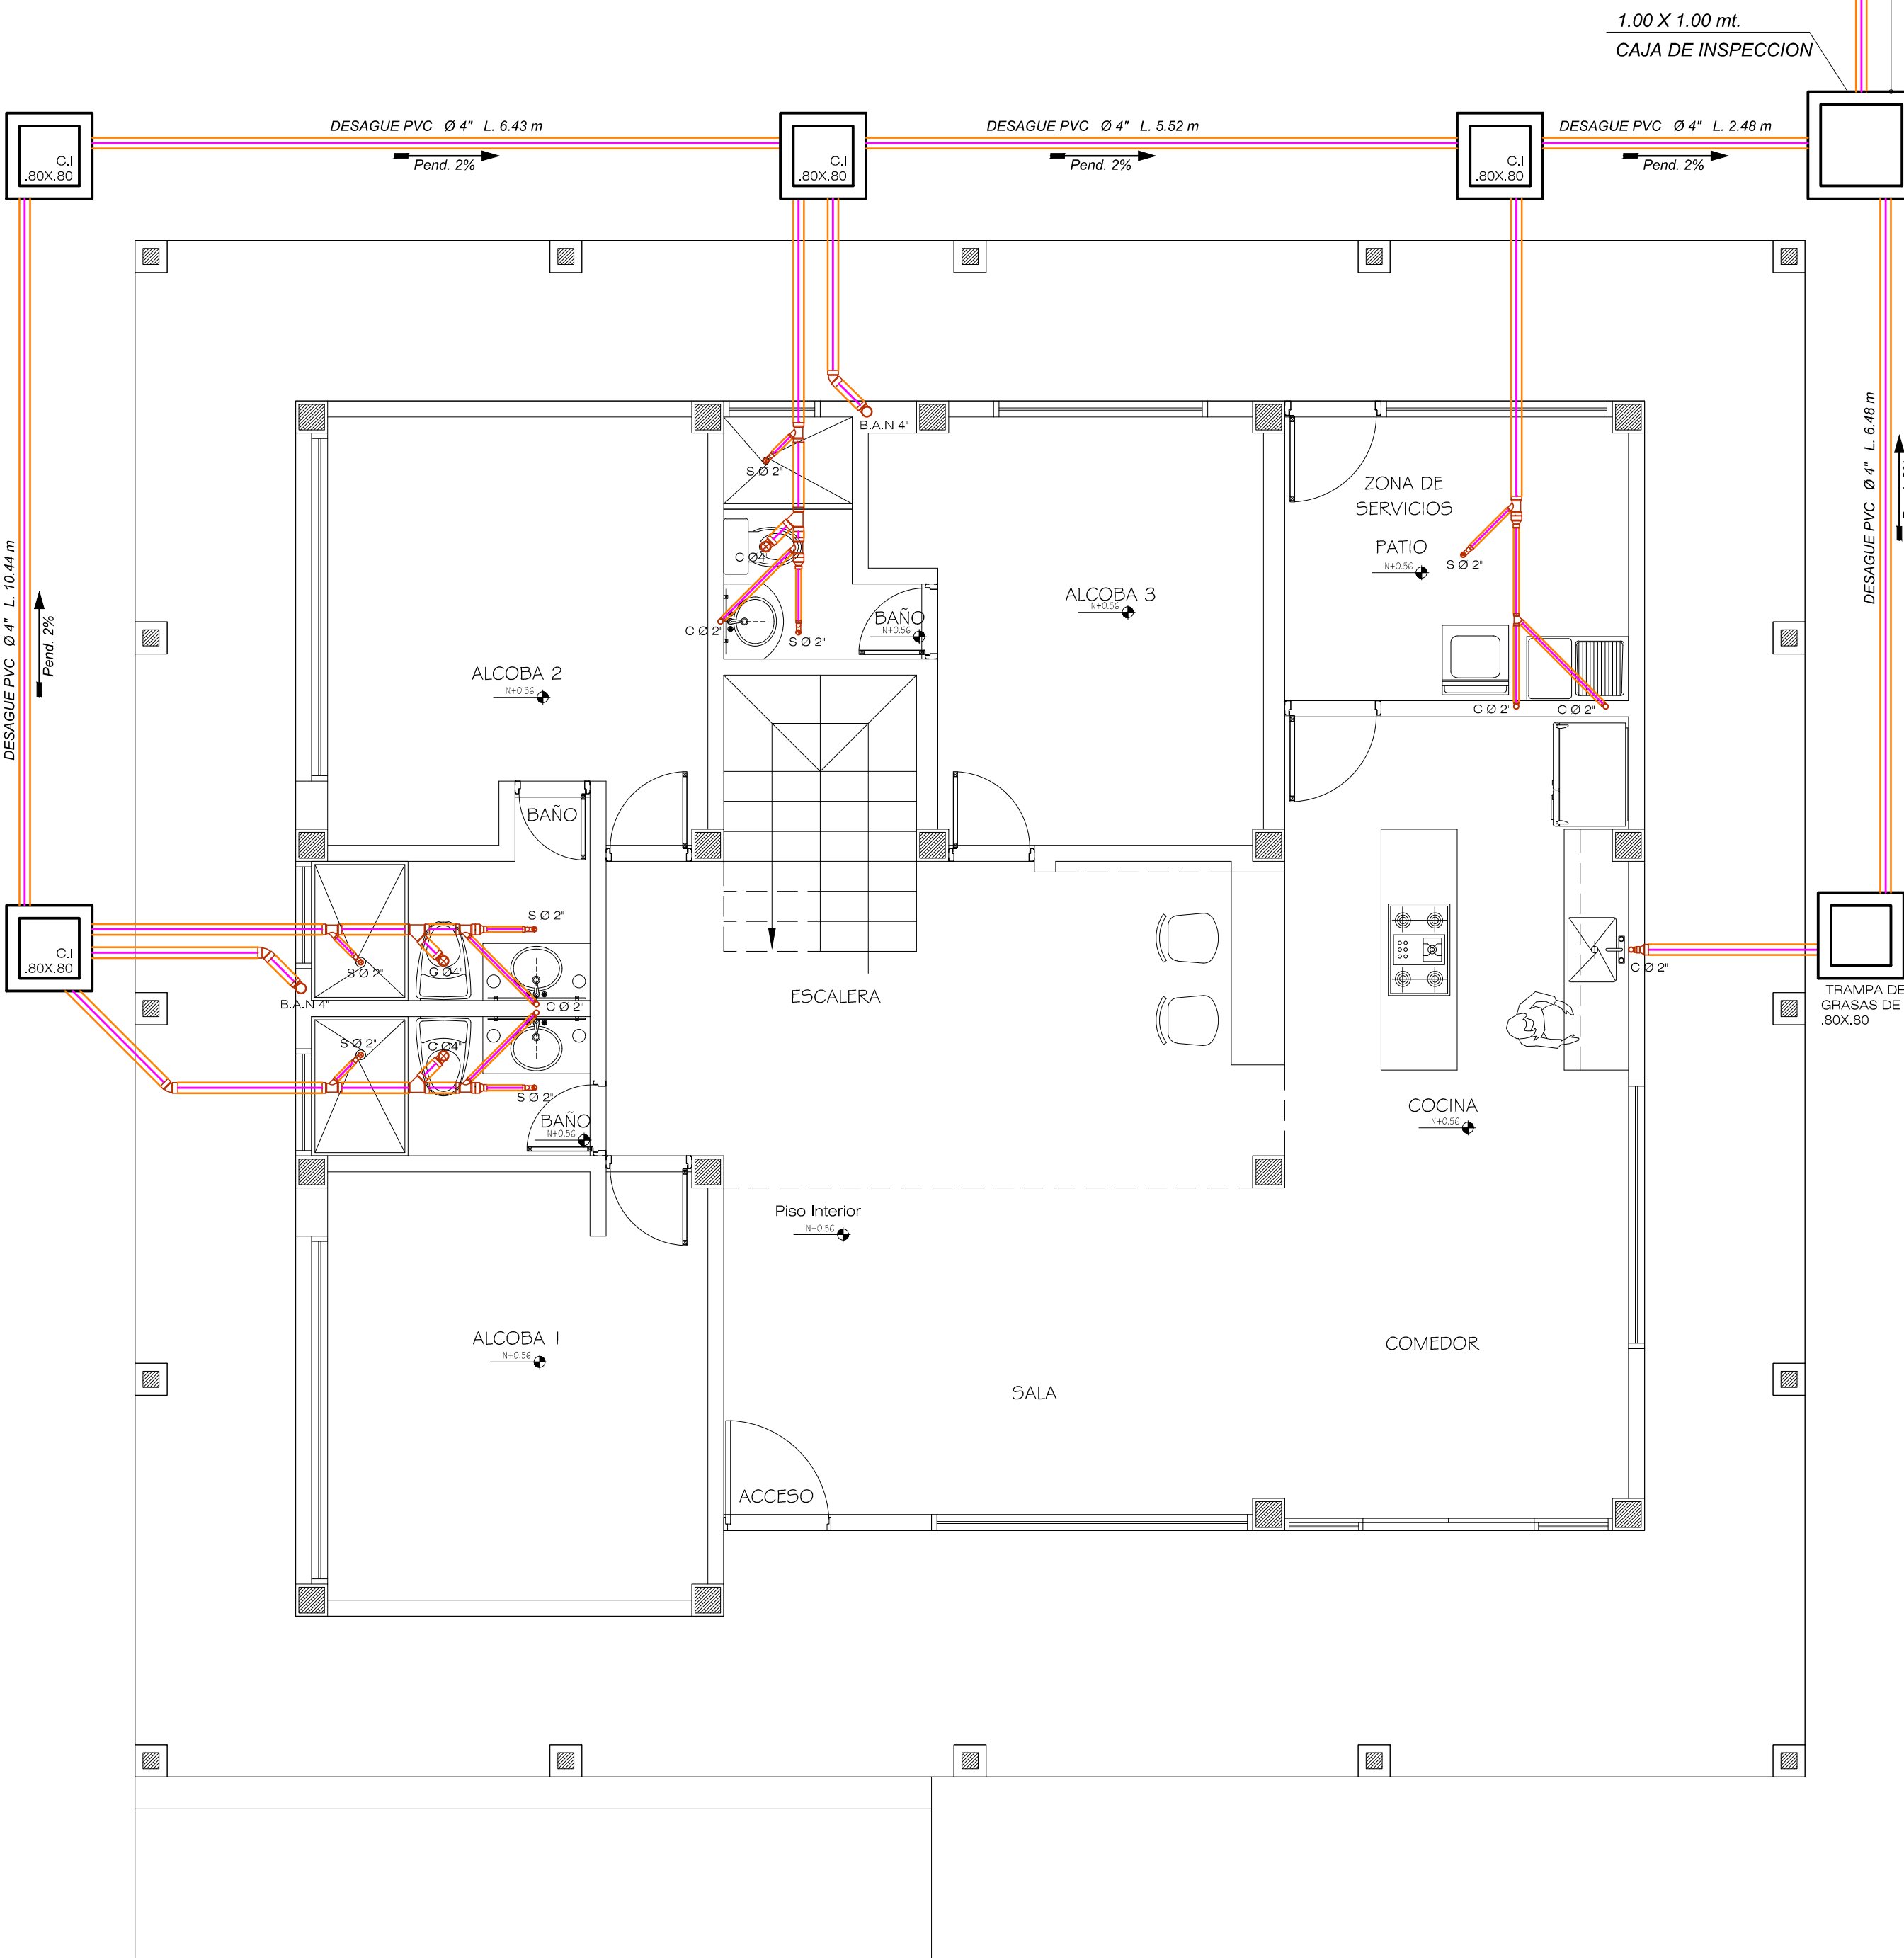 1.00 X 1.00 mt.
CAJA DE INSPECCION
DESAGUE PVC Ø 4" L. 6.43 m
Pend. 2%
DESAGUE PVC Ø 4" L. 5.52 m
Pend. 2%
DESAGUE PVC Ø 4" L. 2.48 m
Pend. 2%
C.I
.80X.80
C.I
.80X.80
C.I
.80X.80
B.A.N 4"
S Ø 2"
ZONA DE
SERVICIOS
PATIO
N+0.56
S Ø 2"
C Ø4"
C Ø 2"
S Ø 2"
BAÑO
N+0.56
ALCOBA 3
N+0.56
ALCOBA 2
N+0.56
C Ø 2"
C Ø 2"
DESAGUE PVC Ø 4" L. 10.44 m
Pend. 2%
DESAGUE PVC Ø 4" L. 6.48 m
BAÑO
C.I
.80X.80
S Ø 2"
S Ø 2"
C Ø4"
B.A.N 4"
C Ø 2"
ESCALERA
C Ø 2"
TRAMPA DE
GRASAS DE
.80X.80
S Ø 2"
C Ø4"
S Ø 2"
BAÑO
N+0.56
COCINA
N+0.56
Piso Interior
N+0.56
ALCOBA 1
N+0.56
COMEDOR
SALA
ACCESO